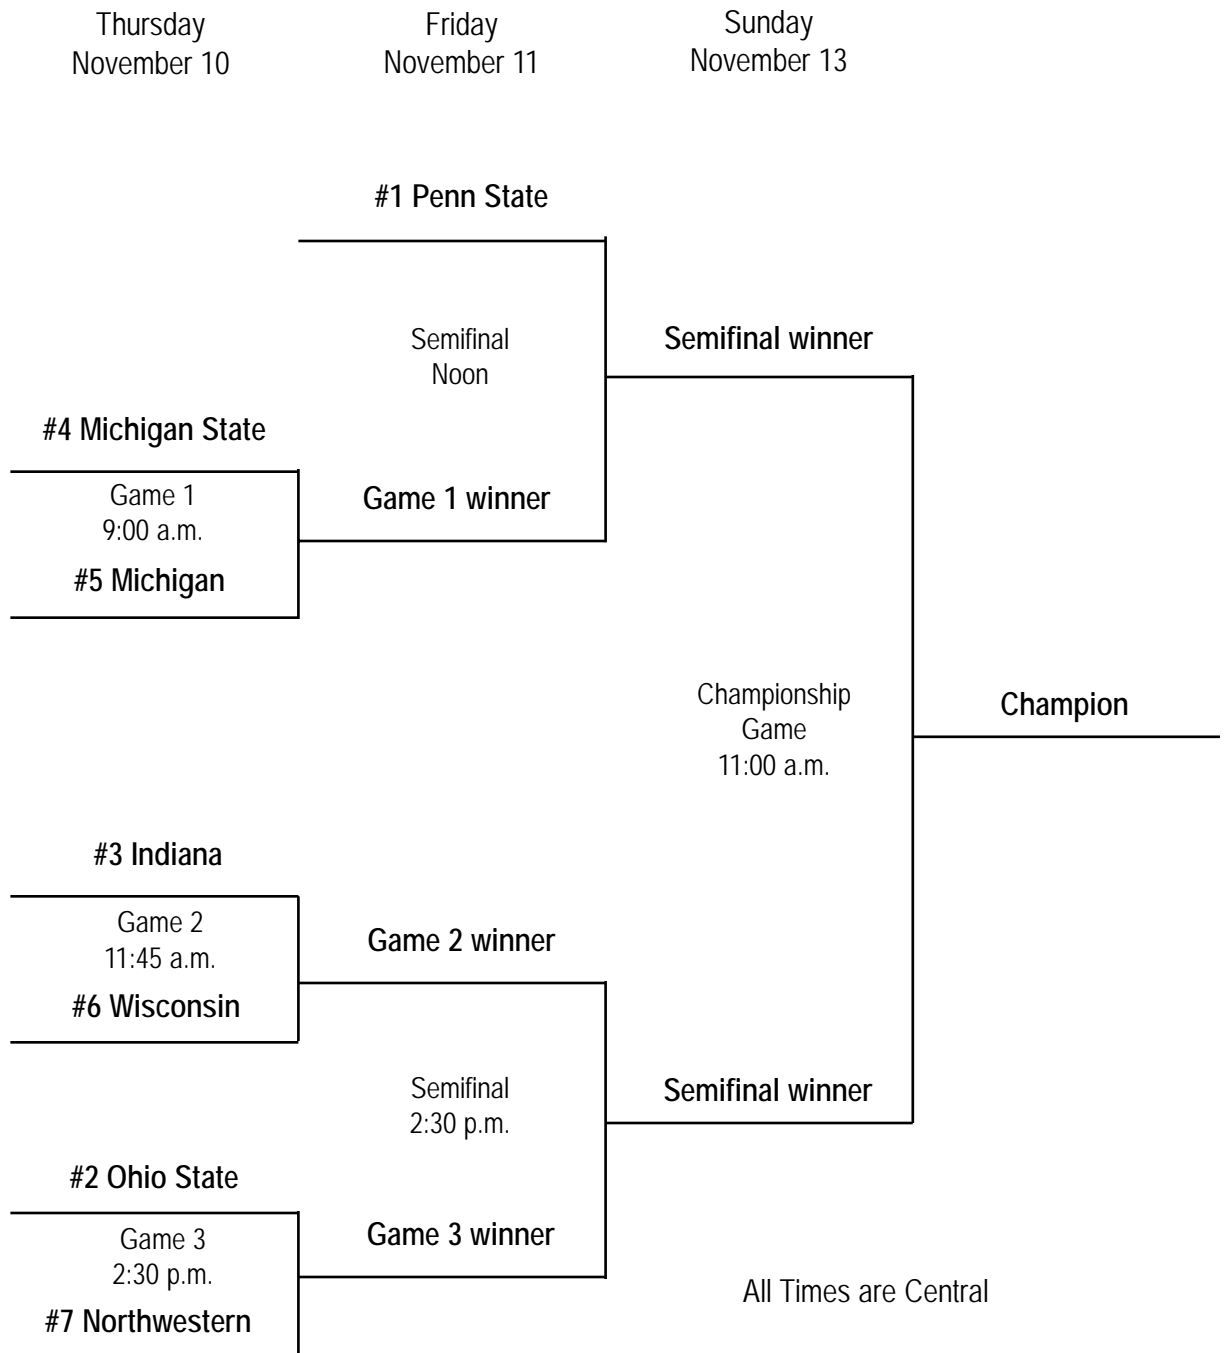 Thursday
November 10
Friday
November 11
Sunday
November 13
#1 Penn State
Semifinal
Noon
Semifinal winner
#4 Michigan State
Game 1
9:00 a.m.
Game 1 winner
#5 Michigan
Championship
Game
11:00 a.m.
Champion
#3 Indiana
Game 2
11:45 a.m.
Game 2 winner
#6 Wisconsin
Semifinal
2:30 p.m.
Semifinal winner
#2 Ohio State
Game 3
2:30 p.m.
Game 3 winner
#7 Northwestern
All Times are Central